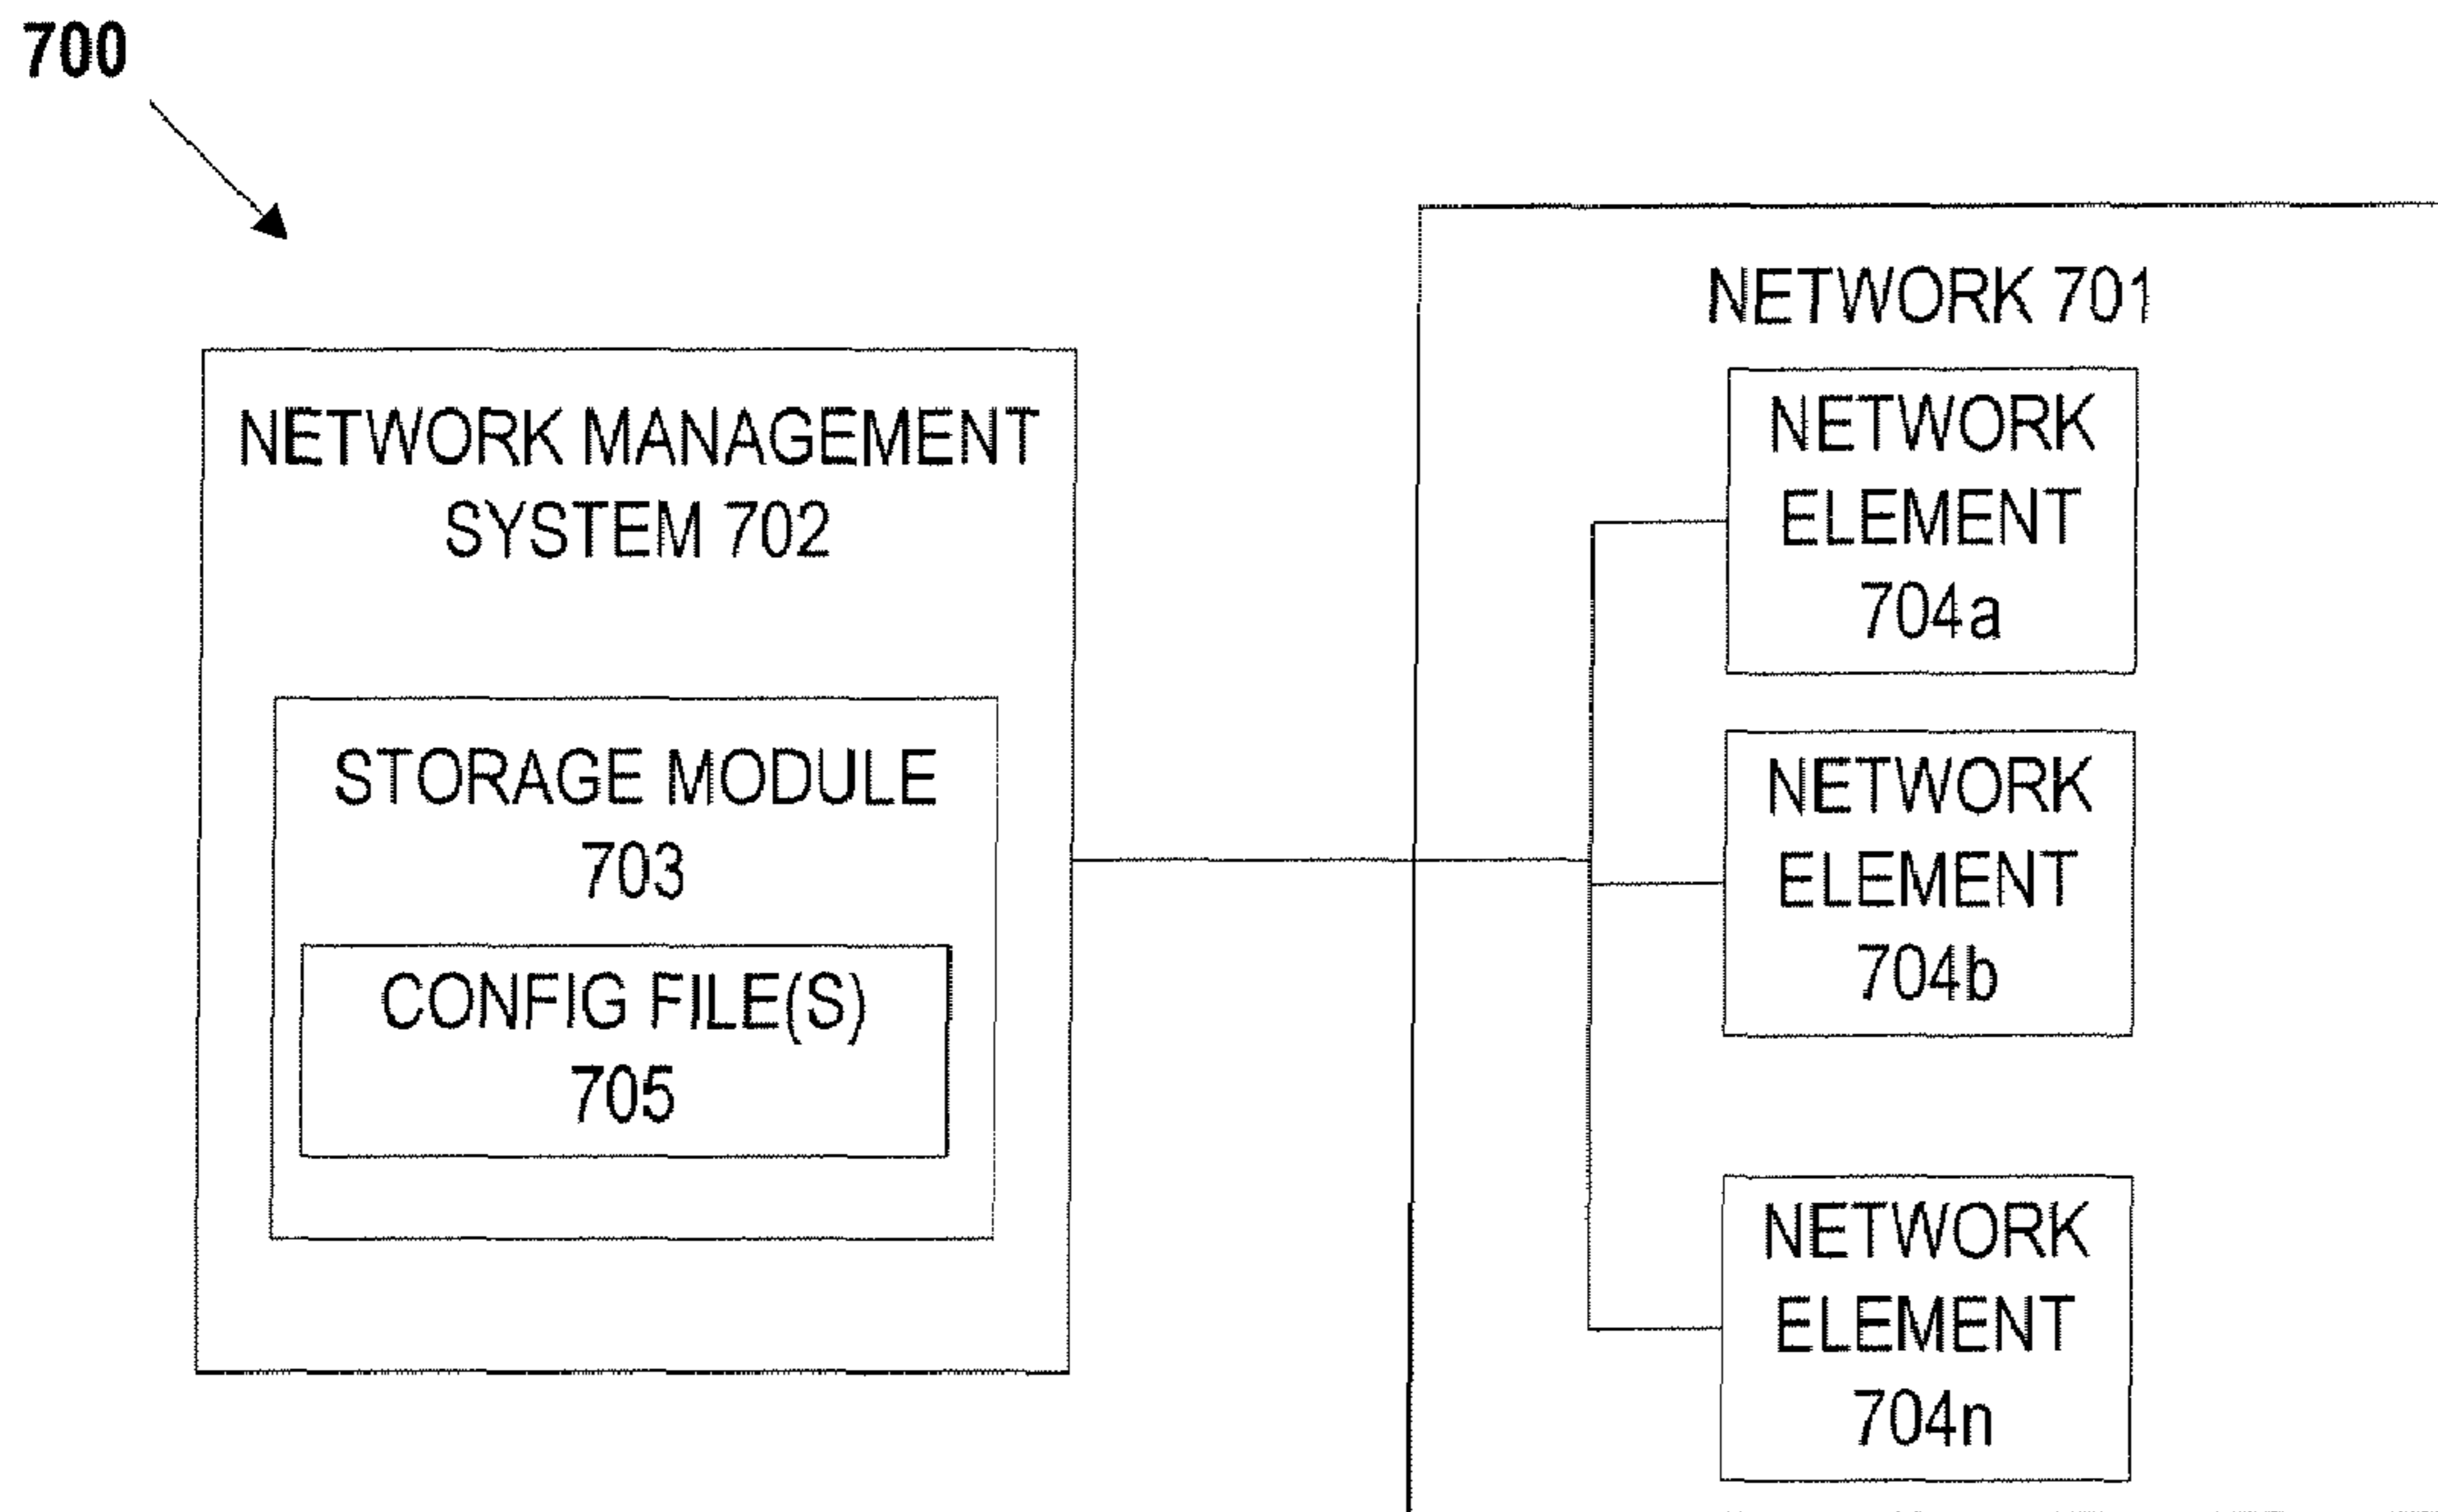 700
NETWORK MANAGEMENT
SYSTEM 702
STORAGE MODULE
703
CONFIG FILE(S)
705
NETWORK 701
NETWORK
ELEMENT
704a
NETWORK
ELEMENT
704b
NETWORK
ELEMENT
704n